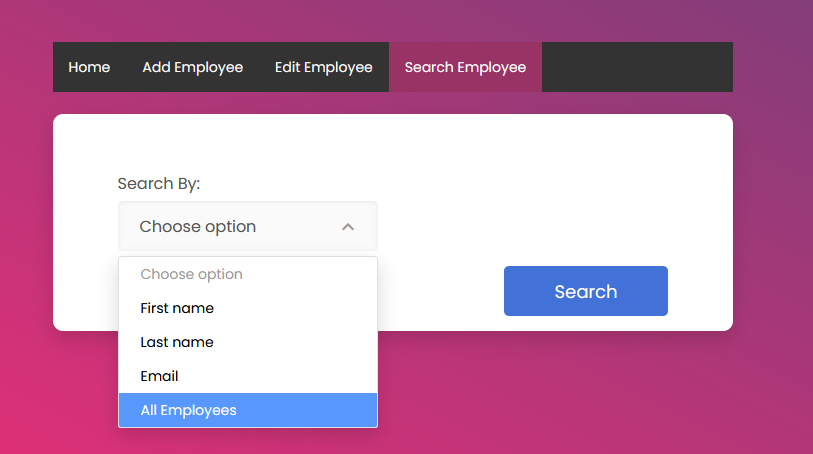 Home Add Employee Edit Employee Search Employee
Search By:
Choose option
Choose option
First name
Last name
Email
All Employees
Search